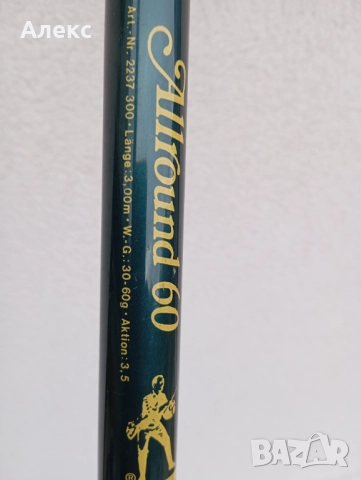 Алекс
Allround 60
Art.-Nr. 2237 300 · Länge: 3,00m · W.-G.: 30-60g · Aktion: 3,5
®
BAZAR